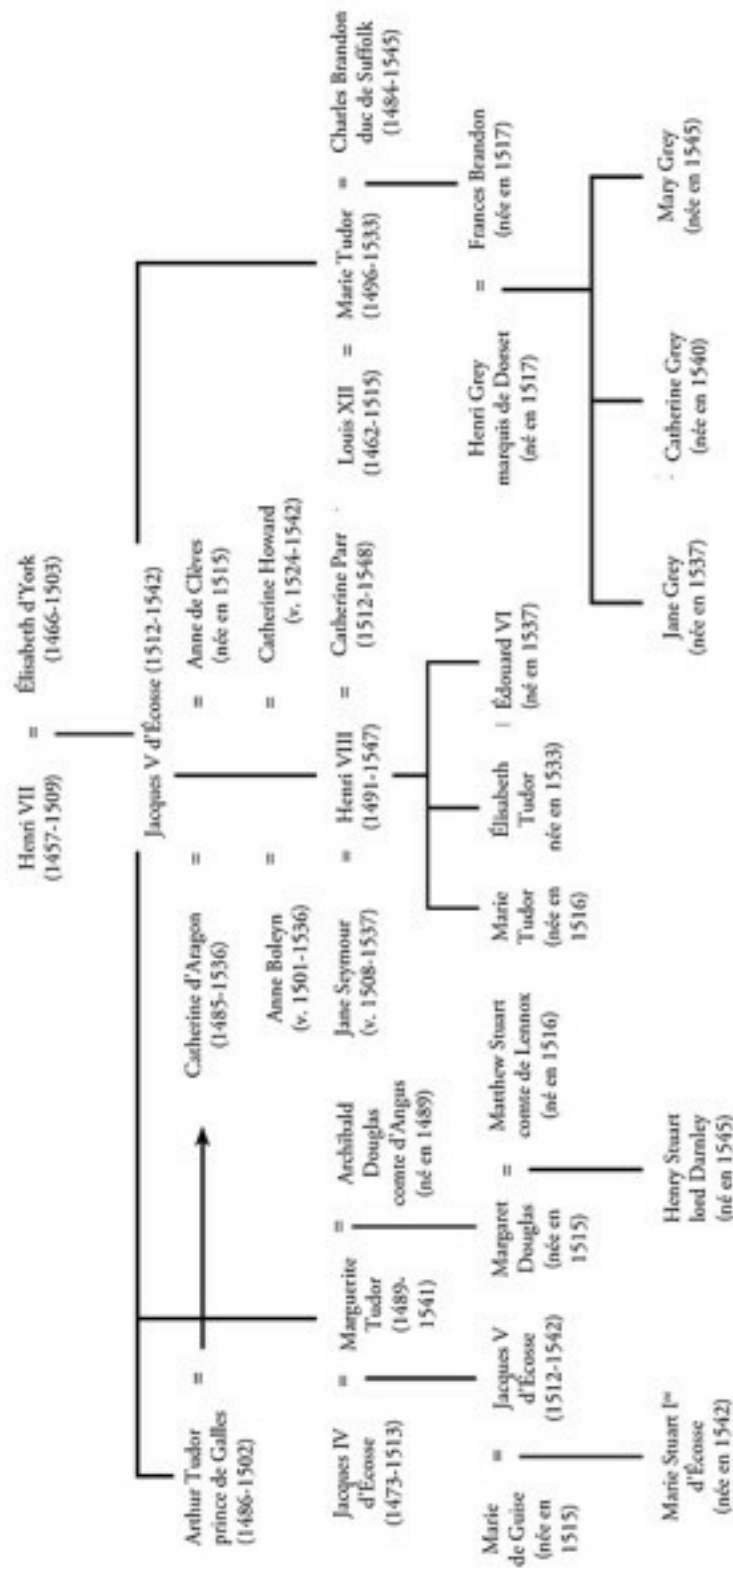 Henri VII = Élisabeth d'York
(1457-1509) (1466-1503)
Jacques V d'Écosse (1512-1542)
Arthur Tudor =
prince de Galles
(1486-1502)
Catherine d'Aragon = = Anne de Clèves
(1485-1536) (née en 1515)
Anne Boleyn = = Catherine Howard
(v. 1501-1536) (v. 1524-1542)
Jacques IV = Marguerite = Archibald
d'Écosse Tudor Douglas
(1473-1513) (1489- comte d'Angus
1541) (né en 1489)
Jane Seymour = Henri VIII = Catherine Parr
(v. 1508-1537) (1491-1547) (1512-1548)
Louis XII = Marie Tudor = Charles Brandon
(1462-1515) (1496-1533) duc de Suffolk
(1484-1545)
Marie = Jacques V
de Guise d'Écosse
(née en (1512-1542)
1515)
Margaret = Matthew Stuart
Douglas comte de Lennox
(née en (né en 1516)
1515)
Marie
Tudor
(née en
1516)
Élisabeth
Tudor
née en 1533)
Édouard VI
(né en 1537)
Henri Grey = Frances Brandon
marquis de Dorset (née en 1517)
(né en 1517)
Marie Stuart Ire
d'Écosse
(née en 1542)
Henry Stuart
lord Darnley
(né en 1545)
Jane Grey
(née en 1537)
Catherine Grey
(née en 1540)
Mary Grey
(née en 1545)